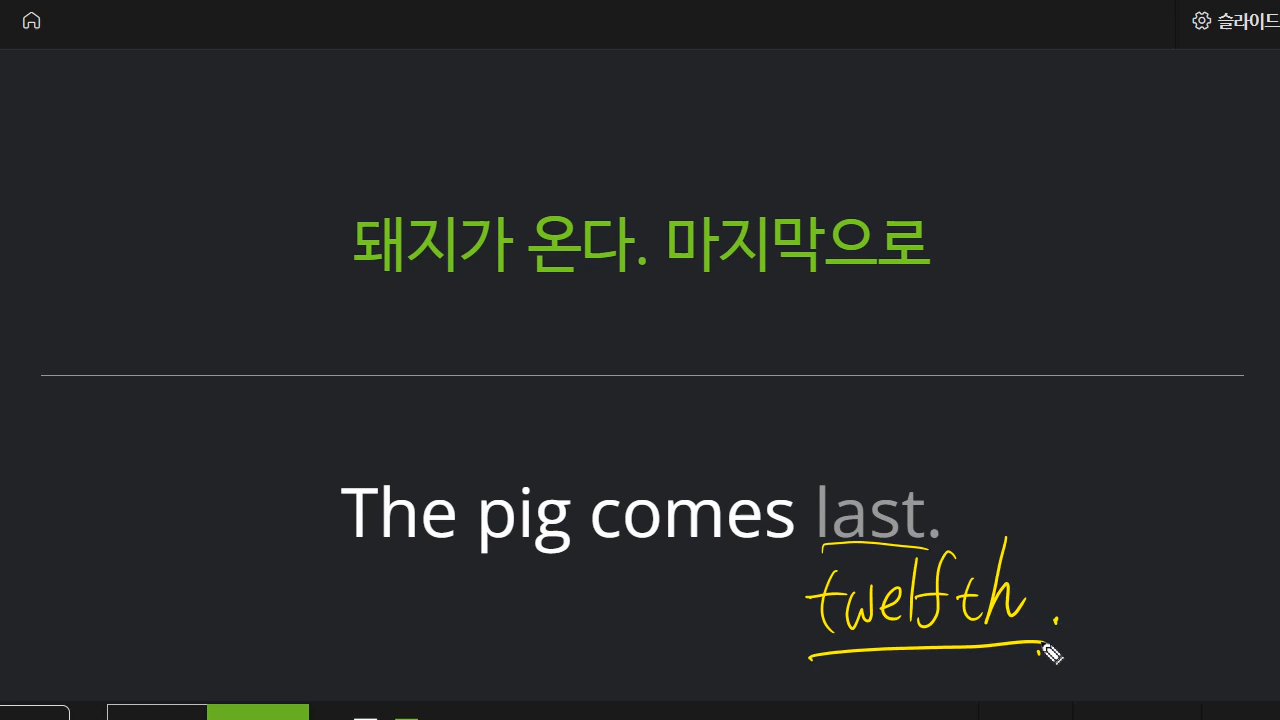 슬라이드
돼지가 온다. 마지막으로
The pig comes last.
twelfth.